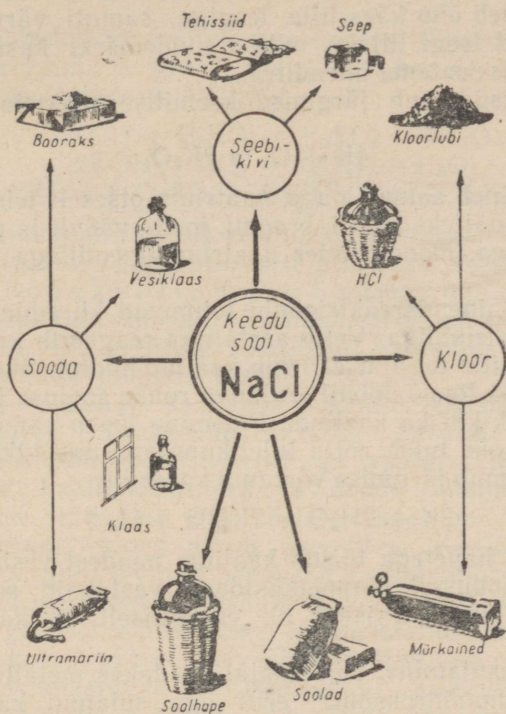 Tehissiid
Seep
Booraks
Seebi-
kivi
Kloorlubi
Vesiklaas
HCl
Keedu
sool
NaCl
Sooda
Kloor
Klaas
Ultramariin
Soolhape
Soolad
Mürkained